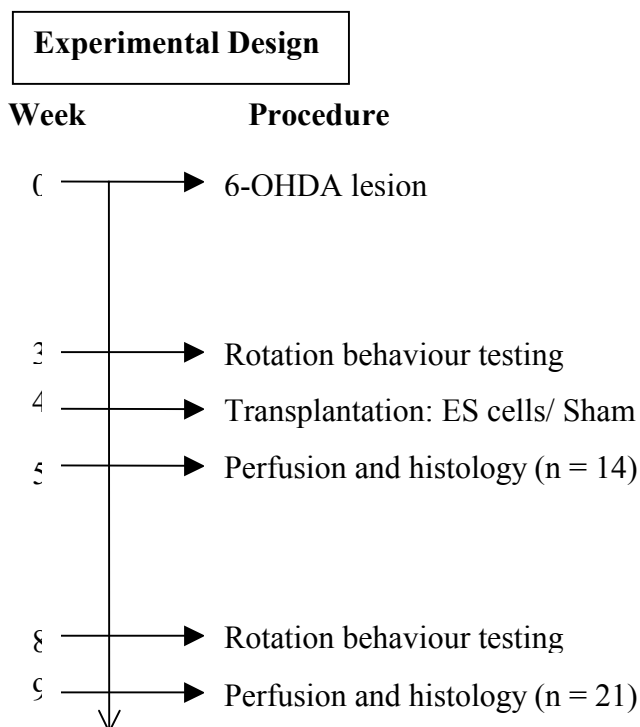 Experimental Design
Week Procedure
0 6-OHDA lesion
3 Rotation behaviour testing
4 Transplantation: ES cells/ Sham
5 Perfusion and histology (n = 14)
8 Rotation behaviour testing
9 Perfusion and histology (n = 21)